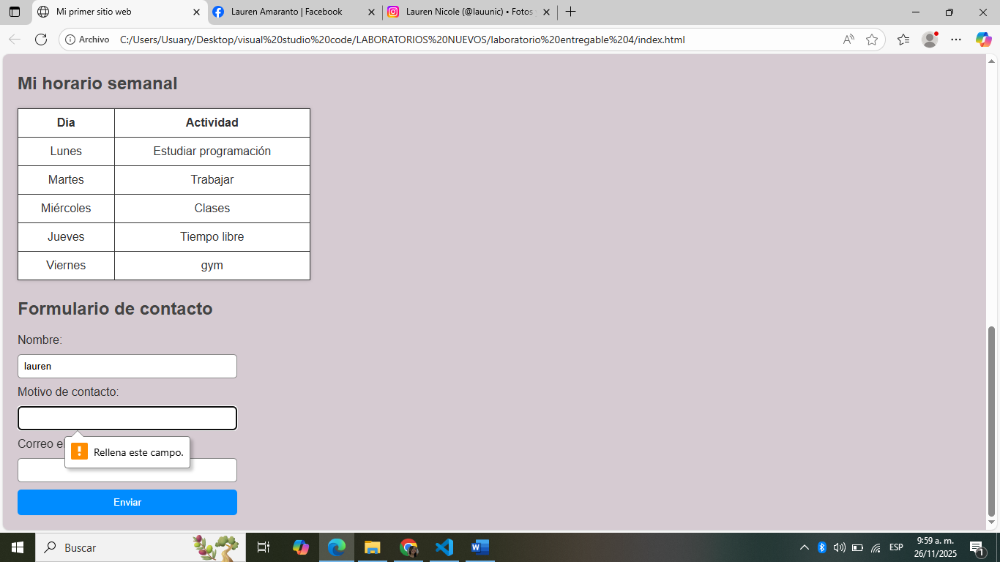 Mi primer sitio web
Lauren Amaranto | Facebook
Lauren Nicole (@lauunic) • Fotos
Archivo
C:/Users/Usuary/Desktop/visual%20studio%20code/LABORATORIOS%20NUEVOS/laboratorio%20entregable%204/index.html
Mi horario semanal
Día Actividad
Lunes Estudiar programación
Martes Trabajar
Miércoles Clases
Jueves Tiempo libre
Viernes gym
Formulario de contacto
Nombre:
lauren
Motivo de contacto:
Correo
Rellena este campo.
Enviar
Buscar
ESP
9:59 a. m.
26/11/2025
1